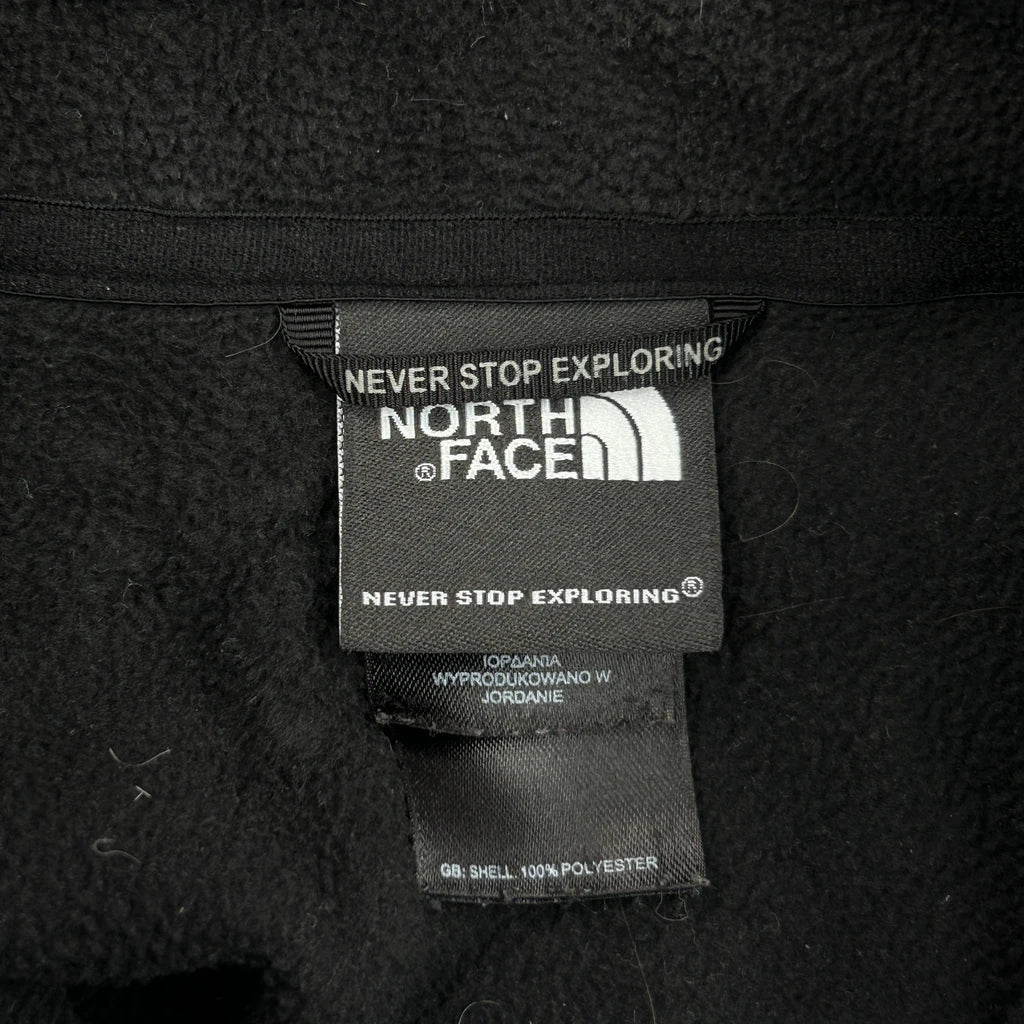 NEVER STOP EXPLORING
NORTH
® FACE
NEVER STOP EXPLORING®
ΙΟΡΔΑΝΙΑ
WYPRODUKOWANO W
JORDANIE
GB: SHELL. 100% POLYESTER